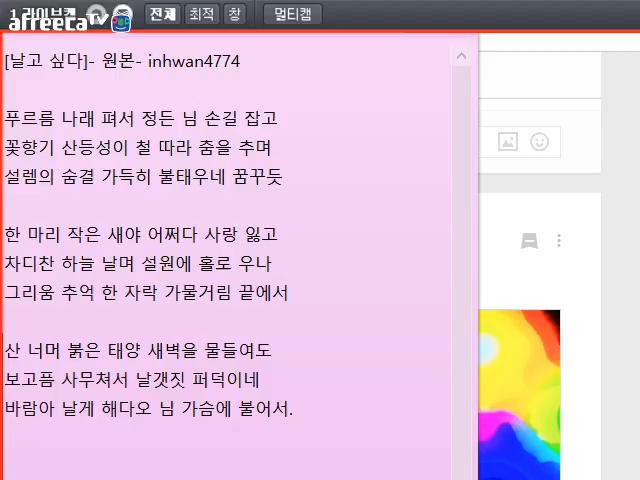 1 라이브캠 전체 최적 창 멀티캠
afreecaTV
[날고 싶다]- 원본- inhwan4774
푸르름 나래 펴서 정든 님 손길 잡고
꽃향기 산등성이 철 따라 춤을 추며
설렘의 숨결 가득히 불태우네 꿈꾸듯
한 마리 작은 새야 어쩌다 사랑 잃고
차디찬 하늘 날며 설원에 홀로 우나
그리움 추억 한 자락 가물거림 끝에서
산 너머 붉은 태양 새벽을 물들여도
보고픔 사무쳐서 날갯짓 퍼덕이네
바람아 날게 해다오 님 가슴에 불어서.